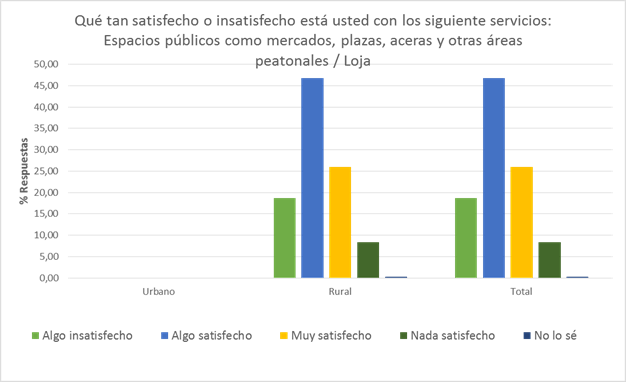 Qué tan satisfecho o insatisfecho está usted con los siguiente servicios:
Espacios públicos como mercados, plazas, aceras y otras áreas
peatonales / Loja
% Respuestas
50,00
45,00
40,00
35,00
30,00
25,00
20,00
15,00
10,00
5,00
0,00
Urbano Rural Total
Algo insatisfecho Algo satisfecho Muy satisfecho Nada satisfecho No lo sé